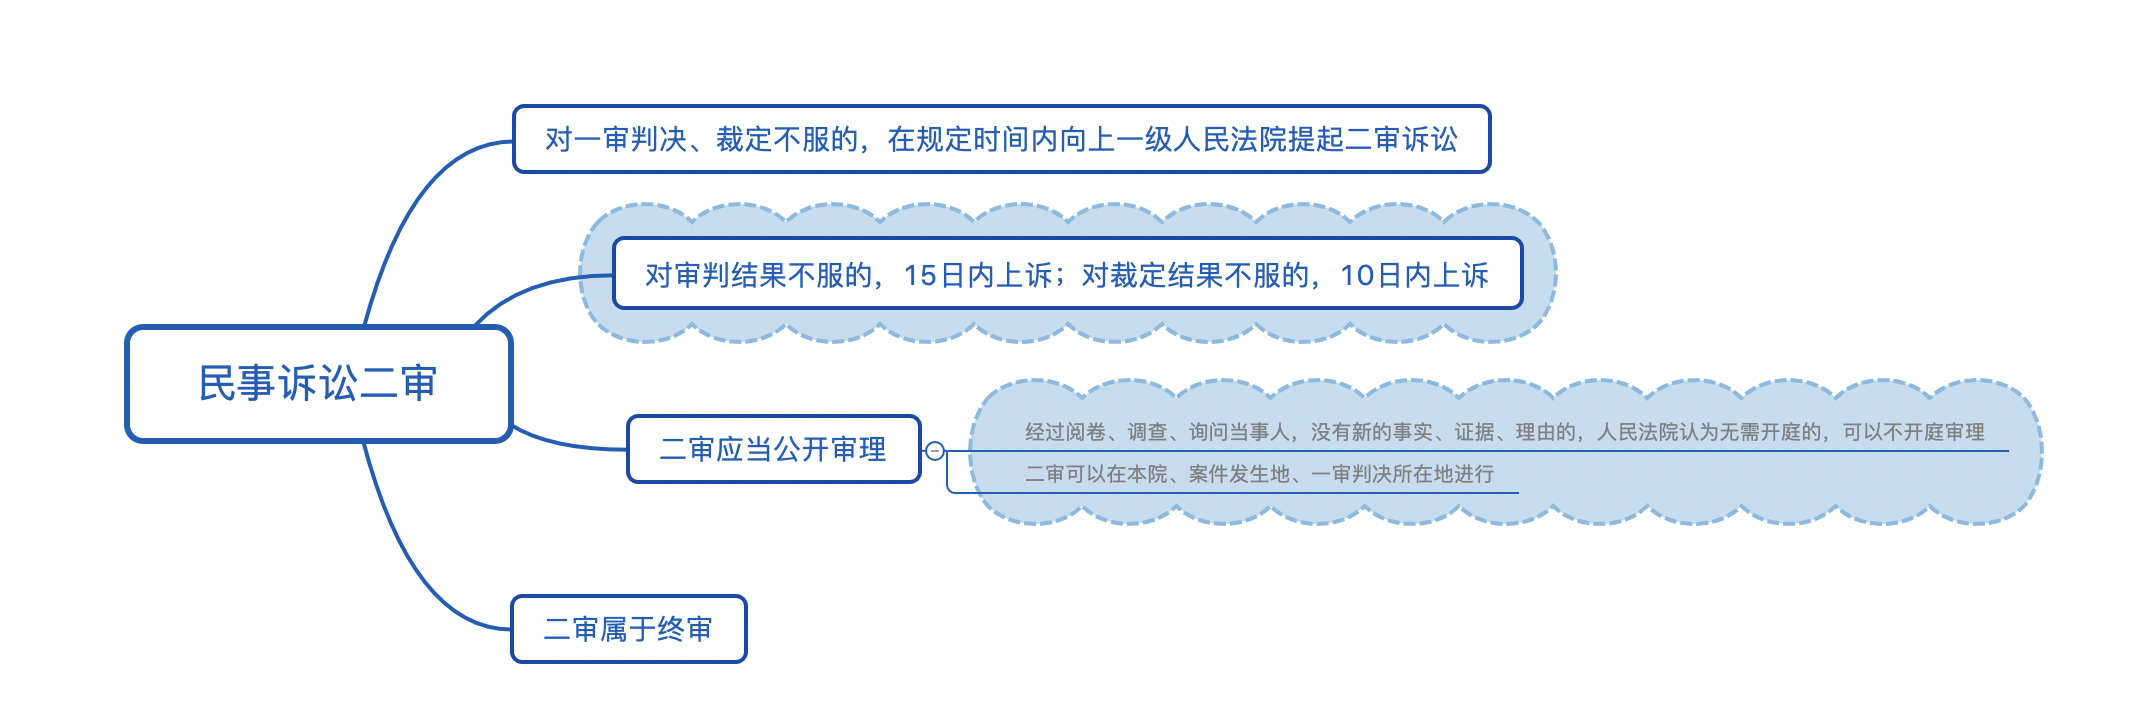 对一审判决、裁定不服的，在规定时间内向上一级人民法院提起二审诉讼
对审判结果不服的，15日内上诉；对裁定结果不服的，10日内上诉
民事诉讼二审
二审应当公开审理
经过阅卷、调查、询问当事人，没有新的事实、证据、理由的，人民法院认为无需开庭的，可以不开庭审理
二审可以在本院、案件发生地、一审判决所在地进行
二审属于终审